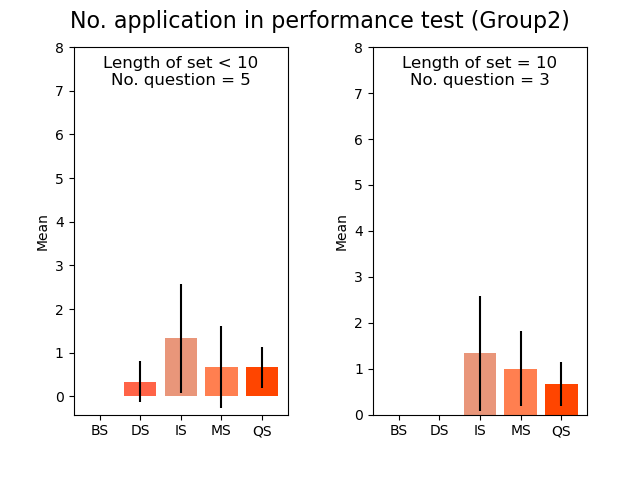 No. application in performance test (Group2)
Length of set < 10
No. question = 5
Mean
8
7
6
5
4
3
2
1
0
BS DS IS MS QS
Length of set = 10
No. question = 3
Mean
8
7
6
5
4
3
2
1
0
BS DS IS MS QS